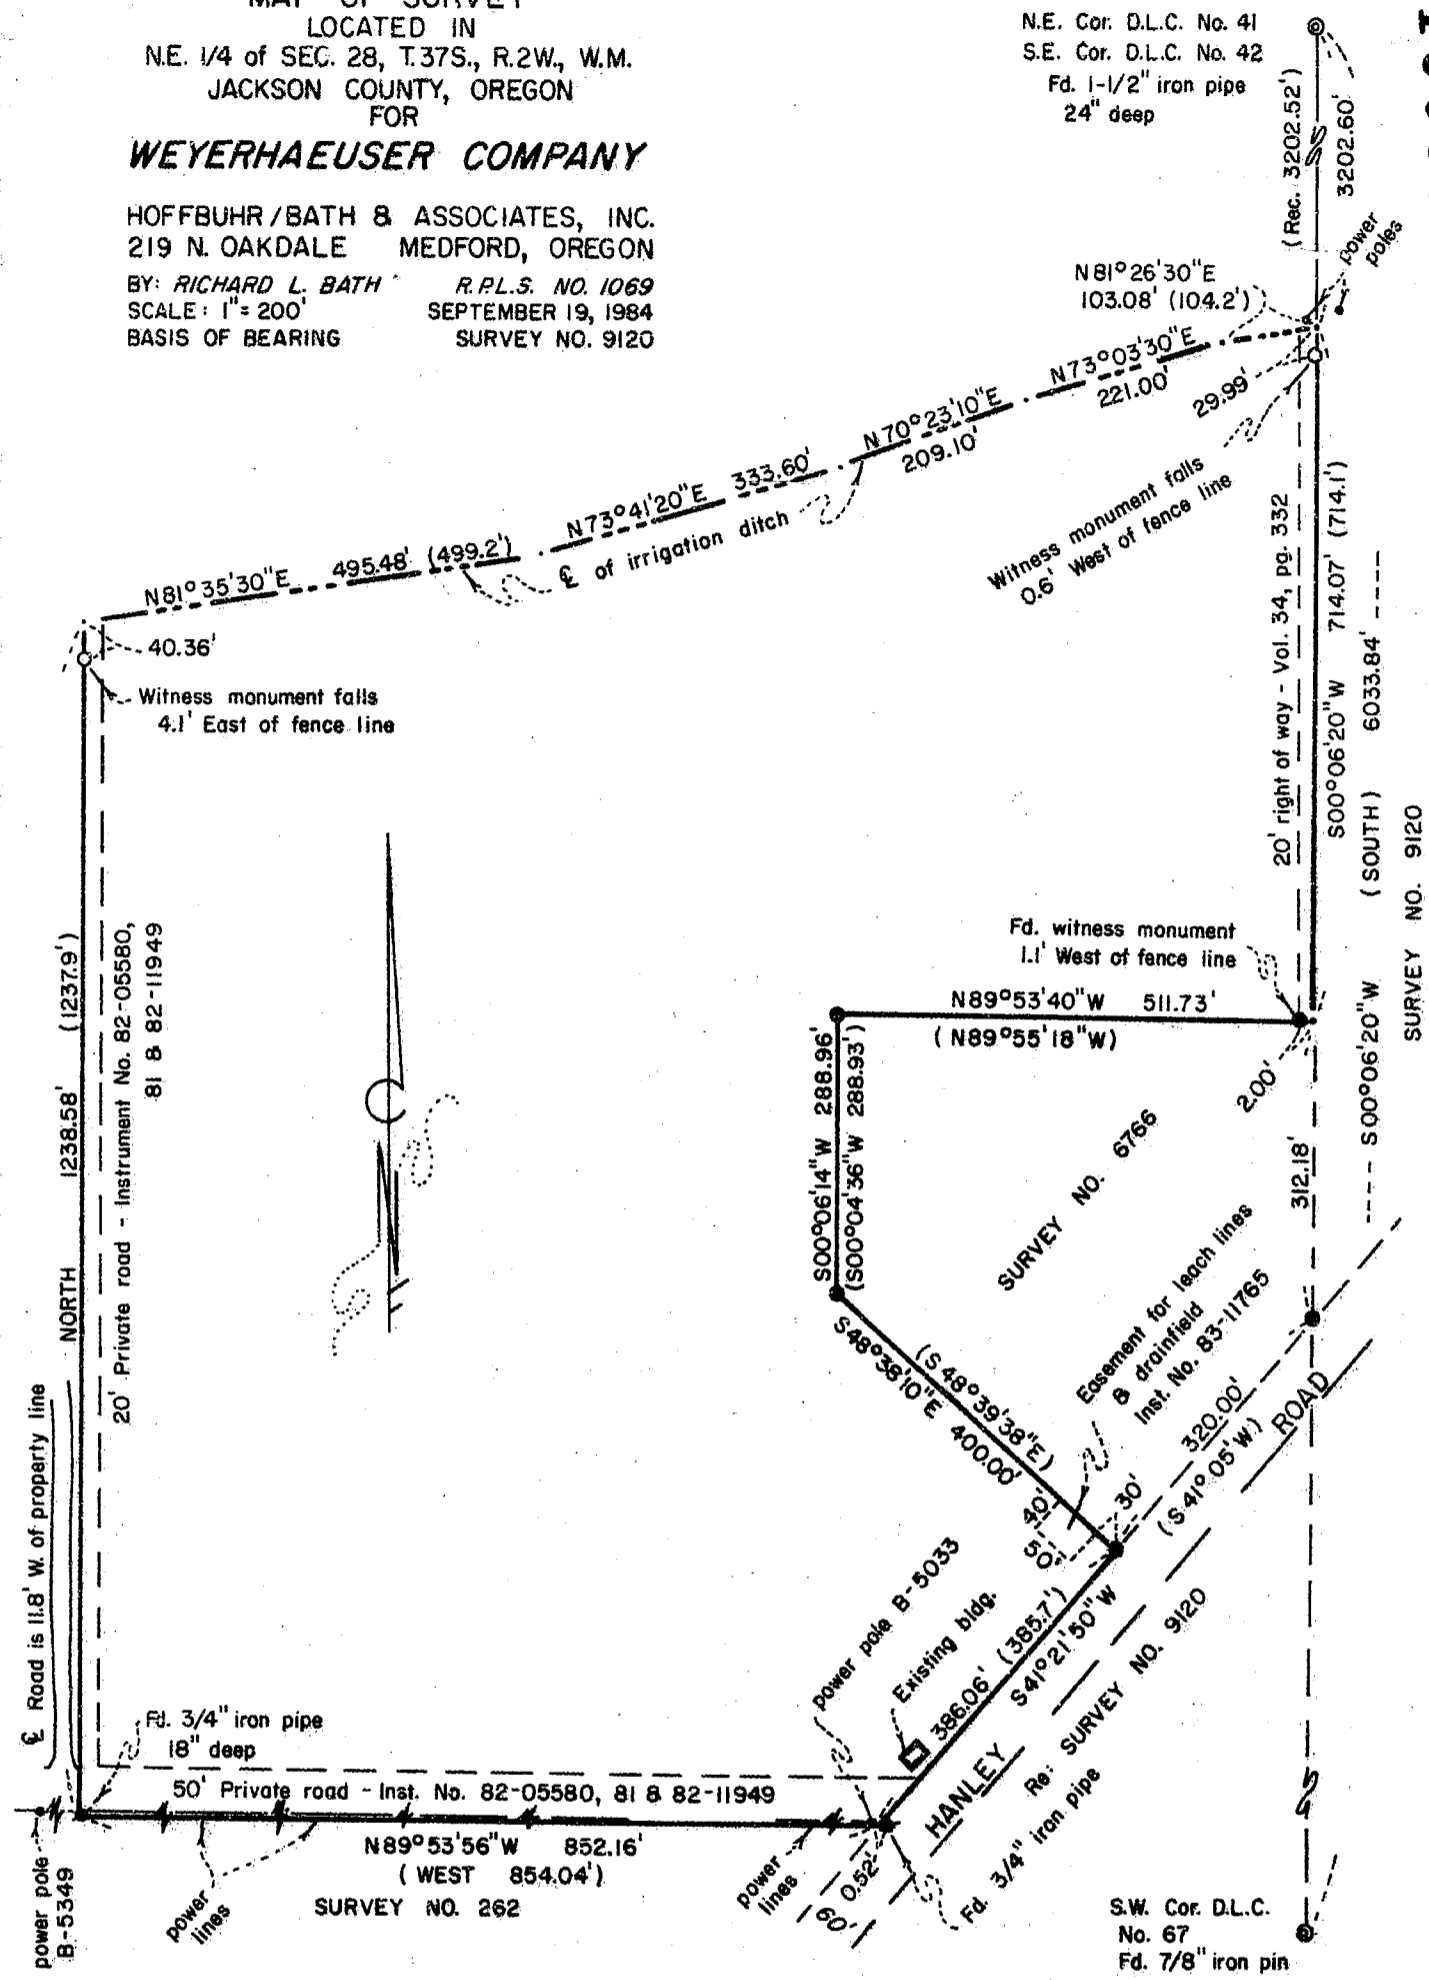 MAP OF SURVEY
LOCATED IN
N.E. 1/4 of SEC. 28, T.37S., R.2W., W.M.
JACKSON COUNTY, OREGON
FOR
WEYERHAEUSER COMPANY
HOFFBUHR/BATH & ASSOCIATES, INC.
219 N. OAKDALE MEDFORD, OREGON
BY: RICHARD L. BATH R.P.L.S. NO. 1069
SCALE: 1"= 200' SEPTEMBER 19, 1984
BASIS OF BEARING SURVEY NO. 9120
N.E. Cor. D.L.C. No. 41
S.E. Cor. D.L.C. No. 42
Fd. 1-1/2" iron pipe
24" deep
(Rec. 3202.52')
3202.60'
power
poles
N81°26'30"E
103.08' (104.2')
N73°03'30"E
221.00'
29.99'
N70°23'10"E
209.10'
N73°41'20"E 333.60'
℄ of irrigation ditch
N81°35'30"E 495.48' (499.2')
Witness monument falls
0.6' West of fence line
40.36'
Witness monument falls
4.1' East of fence line
20' right of way - Vol. 34, pg. 332
S00°06'20"W 714.07' (714.1')
---- S00°06'20"W (SOUTH) 6033.84' ----
SURVEY NO. 9120
NORTH 1238.58' (1237.9')
20' Private road - Instrument No. 82-05580,
81 & 82-11949
℄ Road is 11.8' W. of property line
N
Fd. witness monument
1.1' West of fence line
N89°53'40"W 511.73'
(N89°55'18"W)
2.00'
S00°06'14"W 288.96'
(S00°04'36"W 288.93')
SURVEY NO. 6766
312.18'
(S48°39'38"E)
S48°38'10"E 400.00'
Easement for leach lines
& drainfield
Inst. No. 83-11765
40'
50'
30'
320.00'
(S41°05'W)
HANLEY ROAD
power pole B-5033
Existing bldg.
386.06' (385.7')
S41°21'50"W
Re: SURVEY NO. 9120
Fd. 3/4" iron pipe
18" deep
50' Private road - Inst. No. 82-05580, 81 & 82-11949
N89°53'56"W 852.16'
(WEST 854.04')
SURVEY NO. 262
power pole
B-5349
power
lines
power
lines
0.52'
60'
Fd. 3/4" iron pipe
S.W. Cor. D.L.C.
No. 67
Fd. 7/8" iron pin